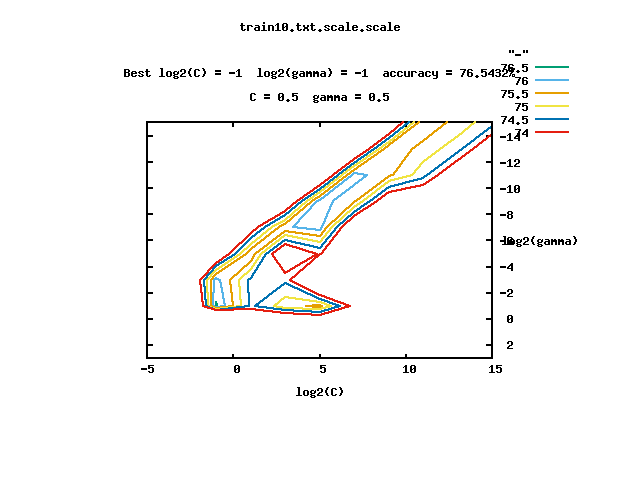 train10.txt.scale.scale
"-"
Best log2(C) = -1  log2(gamma) = -1  accuracy = 76.5432%
C = 0.5  gamma = 0.5
76.5
76
75.5
75
74.5
74
-14
-12
-10
-8
-6
log2(gamma)
-4
-2
0
2
-5 0 5 10 15
log2(C)